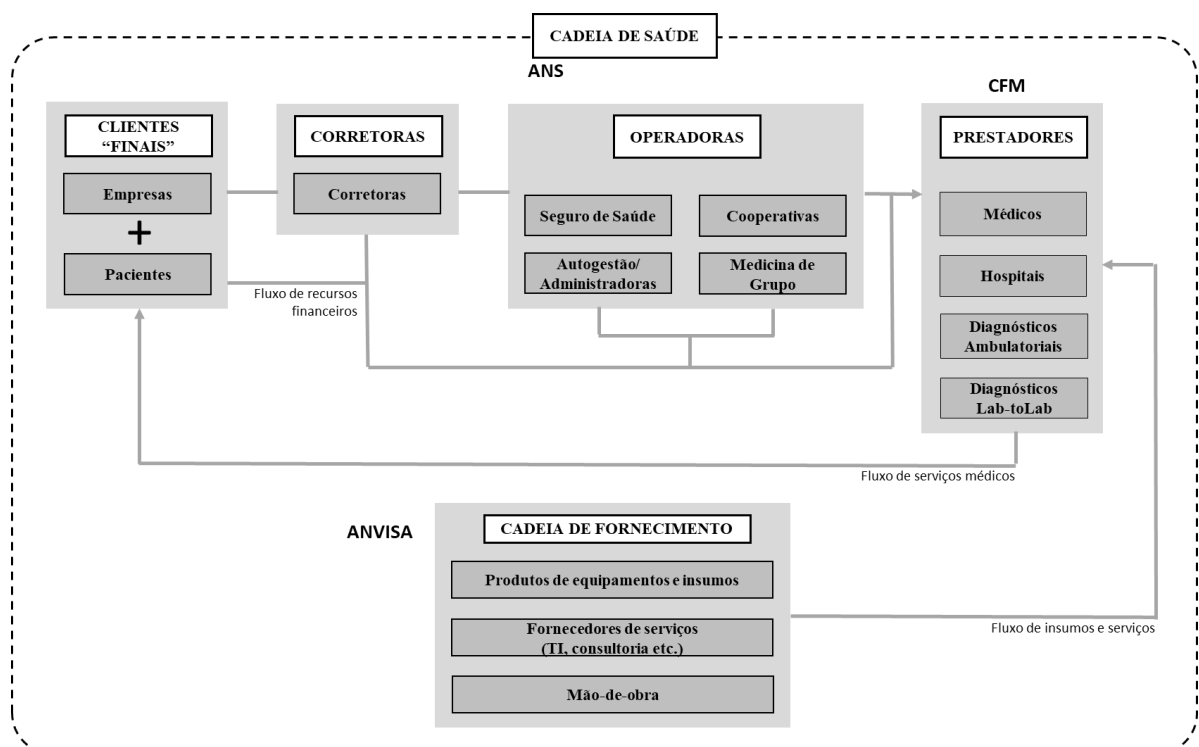 CADEIA DE SAÚDE
ANS
CFM
CLIENTES
“FINAIS”
Empresas
+
Pacientes
CORRETORAS
Corretoras
OPERADORAS
Seguro de Saúde
Cooperativas
Autogestão/
Administradoras
Medicina de
Grupo
PRESTADORES
Médicos
Hospitais
Diagnósticos
Ambulatoriais
Diagnósticos
Lab-toLab
Fluxo de recursos
financeiros
Fluxo de serviços médicos
ANVISA
CADEIA DE FORNECIMENTO
Produtos de equipamentos e insumos
Fornecedores de serviços
(TI, consultoria etc.)
Mão-de-obra
Fluxo de insumos e serviços